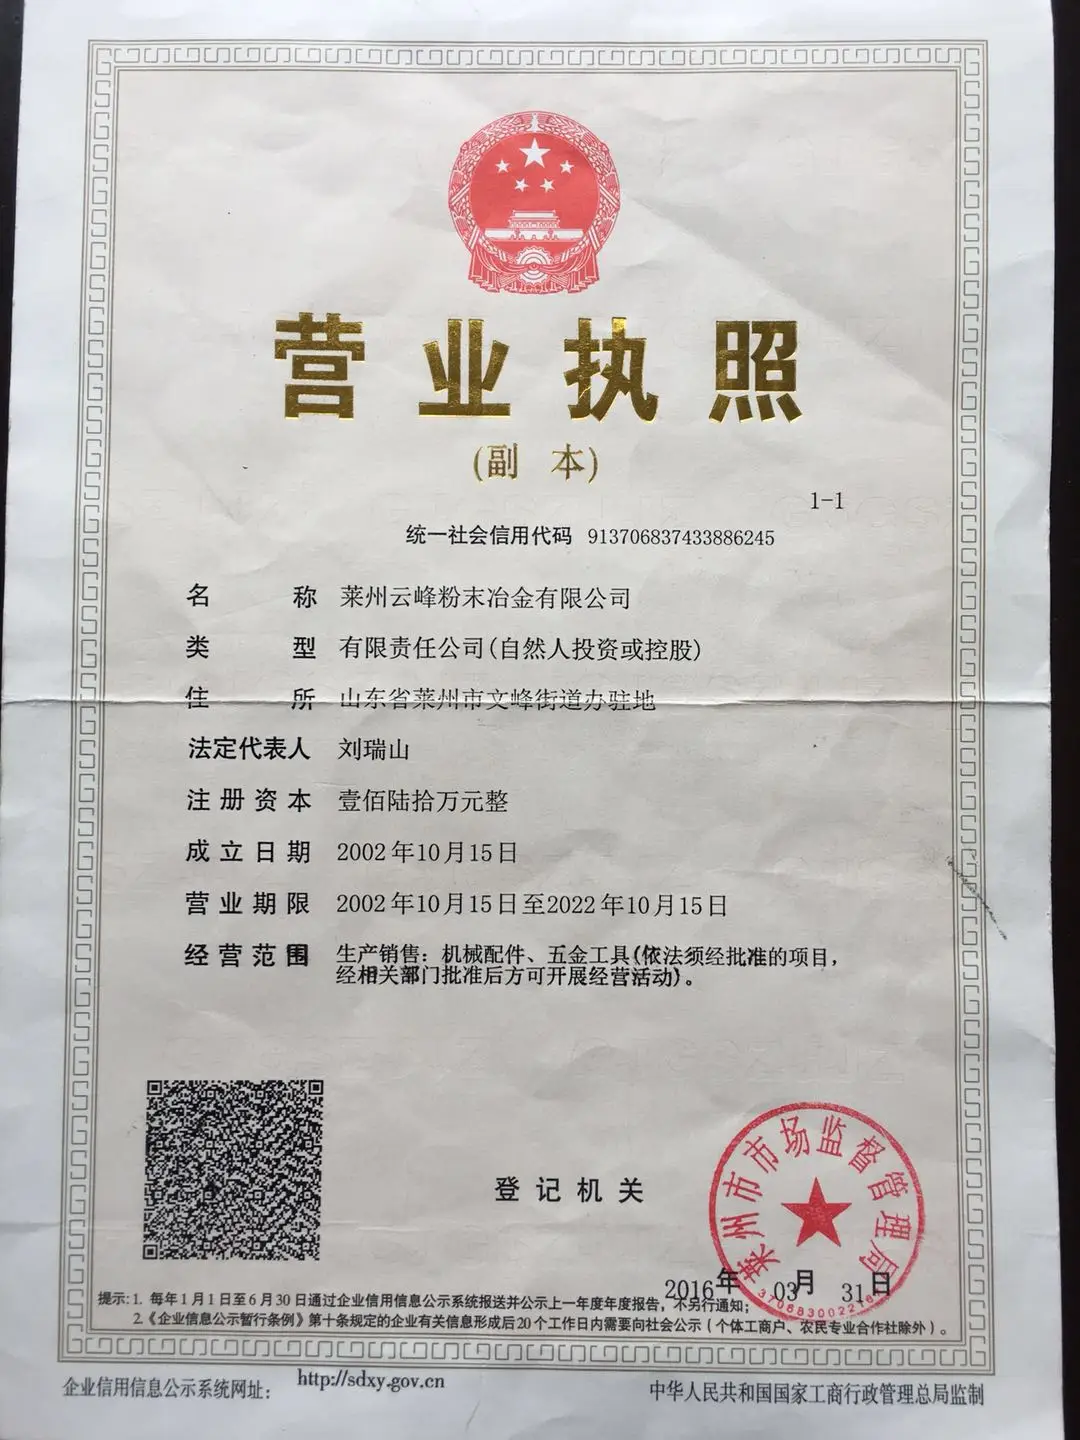 营业执照
(副 本)
1-1
统一社会信用代码 913706837433886245
名称 莱州云峰粉末冶金有限公司
类型 有限责任公司(自然人投资或控股)
住所 山东省莱州市文峰街道办驻地
法定代表人 刘瑞山
注册资本 壹佰陆拾万元整
成立日期 2002年10月15日
营业期限 2002年10月15日至2022年10月15日
经营范围 生产销售：机械配件、五金工具(依法须经批准的项目，
经相关部门批准后方可开展经营活动)。
登记机关
莱州市市场监督管理局
2016年 03月 31日
提示：1. 每年1月1日至6月30日通过企业信用信息公示系统报送并公示上一年度年度报告，不另行通知；
2.《企业信息公示暂行条例》第十条规定的企业有关信息形成后20个工作日内需要向社会公示（个体工商户、农民专业合作社除外）。
企业信用信息公示系统网址： http://sdxy.gov.cn
中华人民共和国国家工商行政管理总局监制